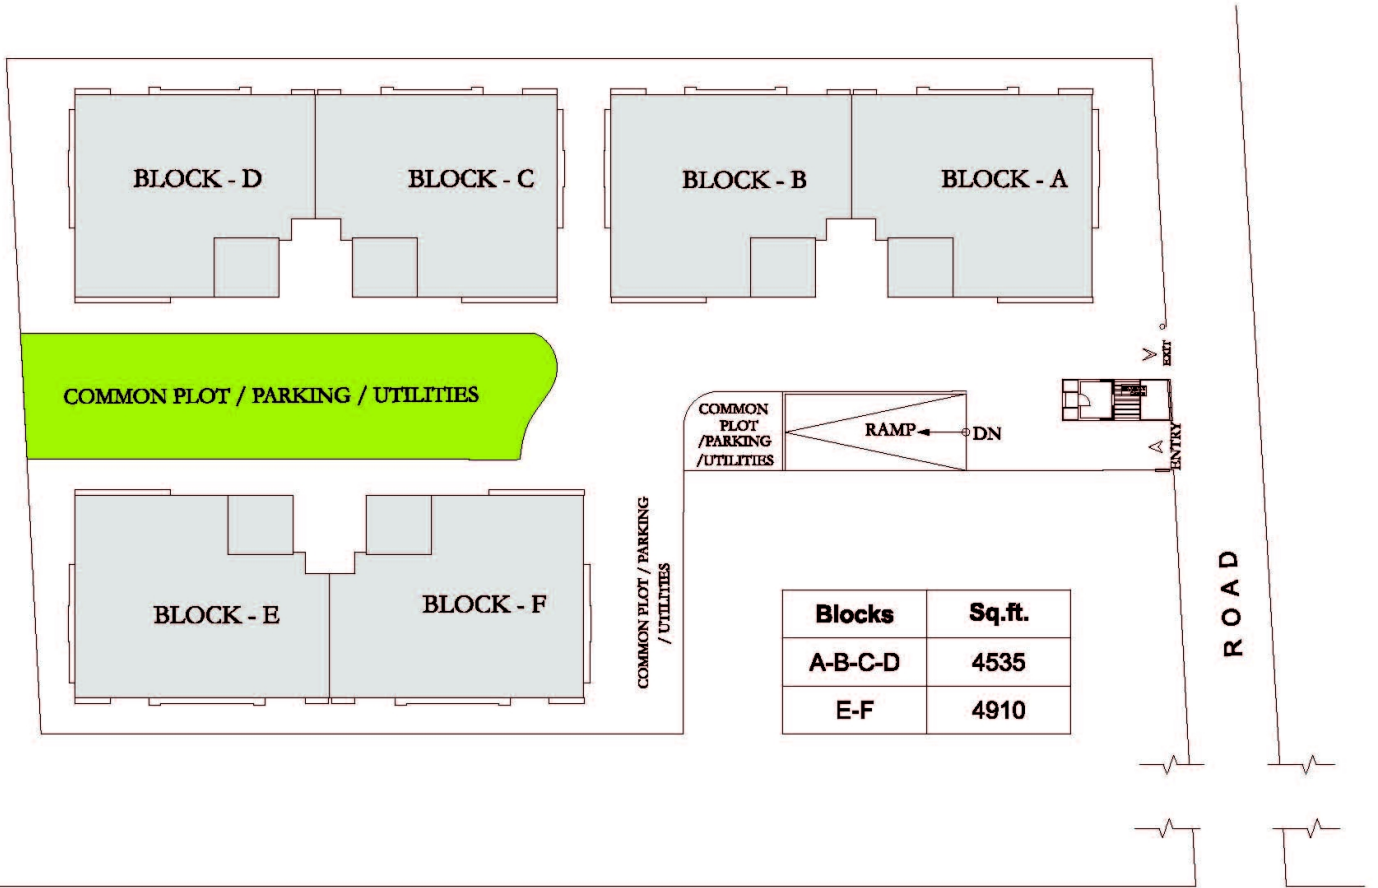 BLOCK - D
BLOCK - C
BLOCK - B
BLOCK - A
COMMON PLOT / PARKING / UTILITIES
EXIT
COMMON
PLOT
/PARKING
/UTILITIES
RAMP
DN
ENTRY
BLOCK - E
BLOCK - F
COMMON PLOT / PARKING
/ UTILITIES
ROAD
Blocks Sq.ft.
A-B-C-D 4535
E-F 4910